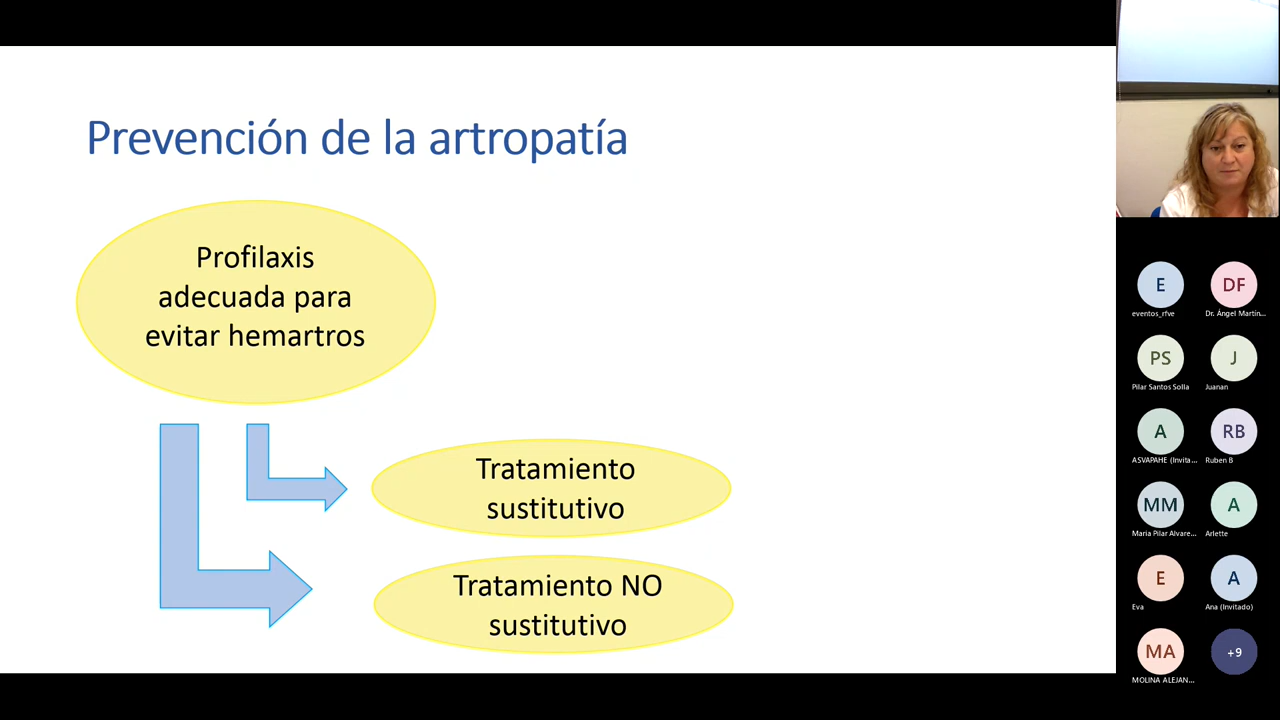 Prevención de la artropatía
Profilaxis
adecuada para
evitar hemartros
Tratamiento
sustitutivo
Tratamiento NO
sustitutivo
E
eventos_rfve
DF
Dr. Ángel Martin...
PS
Pilar Santos Solla
J
Juanan
A
ASVAPAHE (Invita...
RB
Ruben B
MM
Maria Pilar Alvare...
A
Arlette
E
Eva
A
Ana (Invitado)
MA
MOLINA ALEJAN...
+9